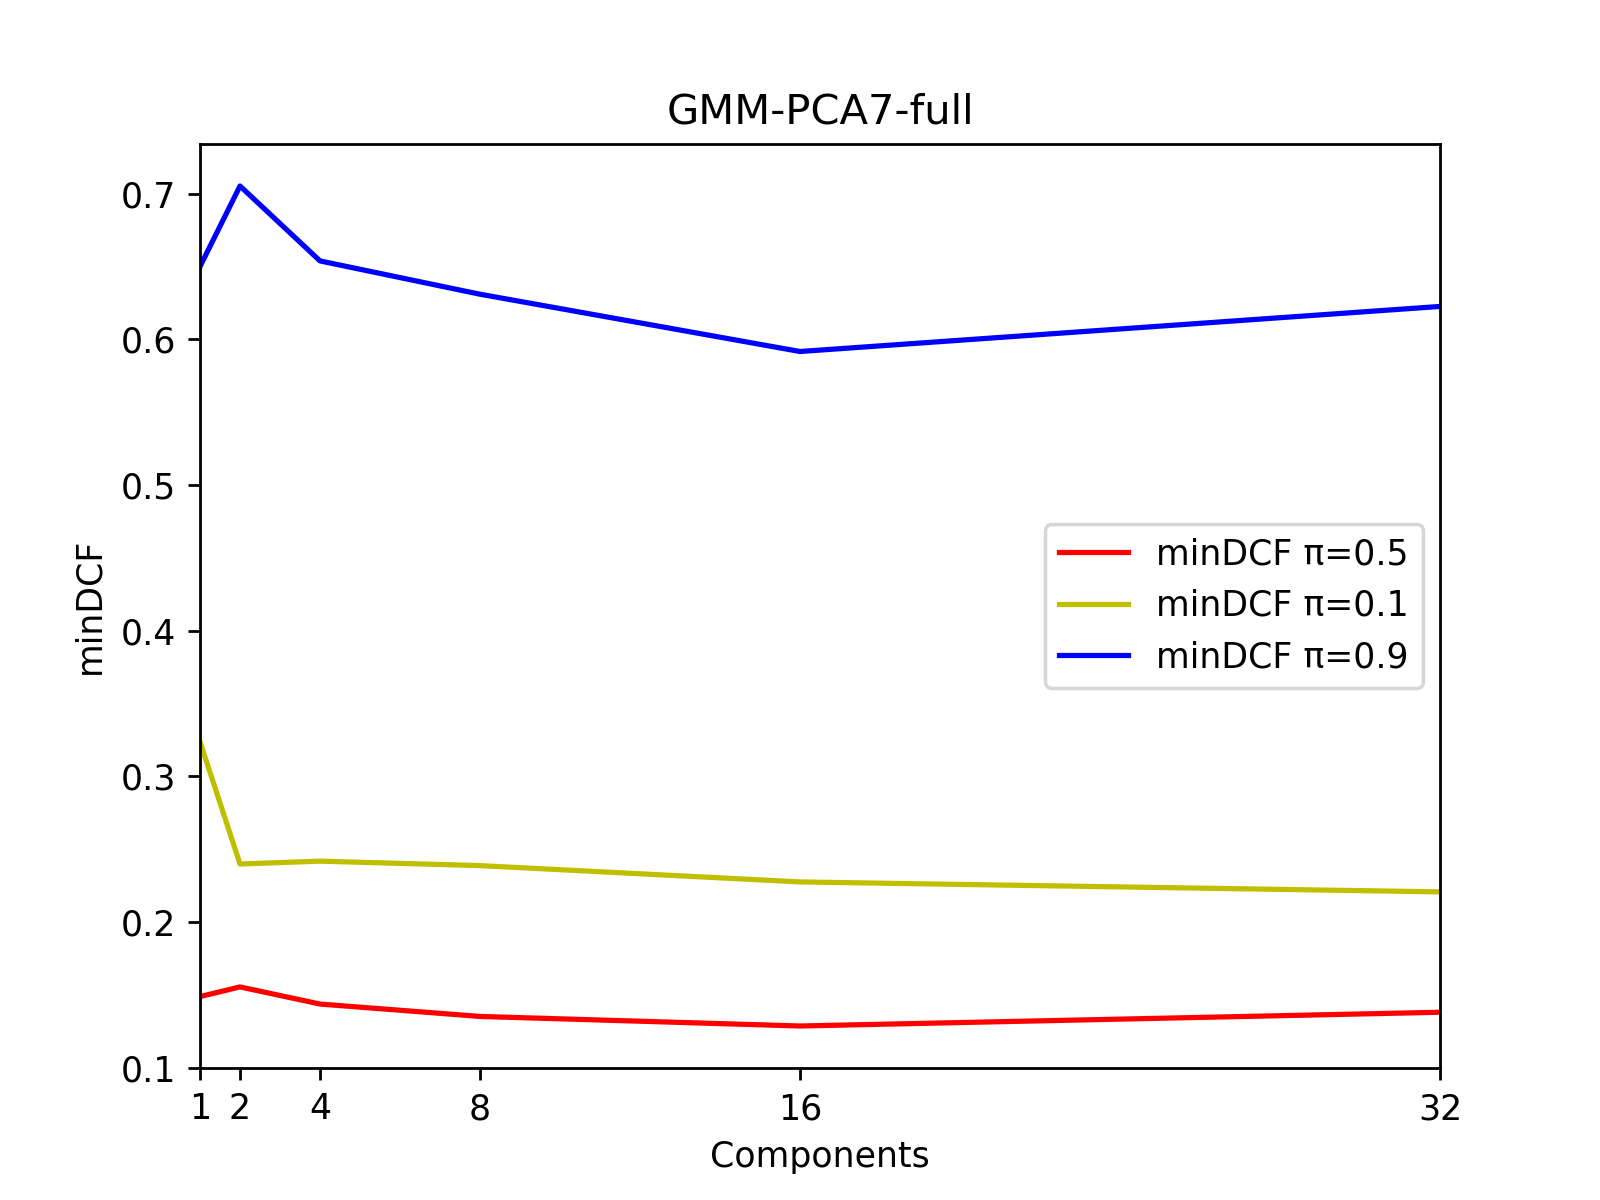 GMM-PCA7-full
0.7
0.6
0.5
0.4
0.3
0.2
0.1
minDCF
minDCF π=0.5
minDCF π=0.1
minDCF π=0.9
1 2 4 8 16 32
Components